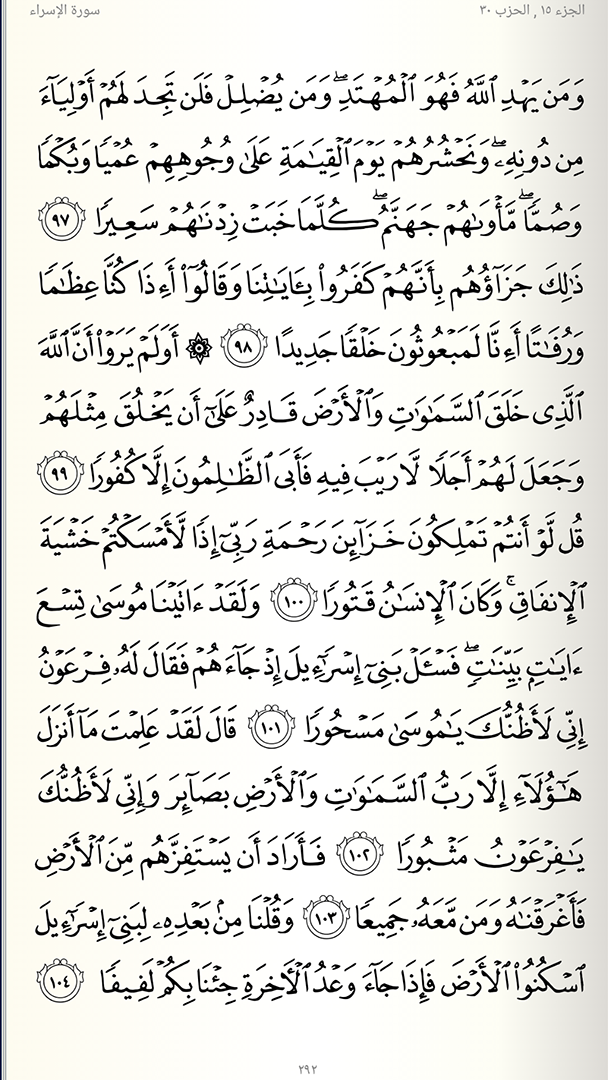 الجزء ١٥ , الحزب ٣٠
سورة الإسراء
وَمَن يَهْدِ ٱللَّهُ فَهُوَ ٱلْمُهْتَدِ ۖ وَمَن يُضْلِلْ فَلَن تَجِدَ لَهُمْ أَوْلِيَآءَ
مِن دُونِهِۦ ۖ وَنَحْشُرُهُمْ يَوْمَ ٱلْقِيَـٰمَةِ عَلَىٰ وُجُوهِهِمْ عُمْيًا وَبُكْمًا
وَصُمًّا ۖ مَّأْوَىٰهُمْ جَهَنَّمُ ۖ كُلَّمَا خَبَتْ زِدْنَـٰهُمْ سَعِيرًا ٩٧
ذَٰلِكَ جَزَآؤُهُم بِأَنَّهُمْ كَفَرُوا۟ بِـَٔايَـٰتِنَا وَقَالُوٓا۟ أَءِذَا كُنَّا عِظَـٰمًا
وَرُفَـٰتًا أَءِنَّا لَمَبْعُوثُونَ خَلْقًا جَدِيدًا ٩٨ ۞ أَوَلَمْ يَرَوْا۟ أَنَّ ٱللَّهَ
ٱلَّذِى خَلَقَ ٱلسَّمَـٰوَٰتِ وَٱلْأَرْضَ قَادِرٌ عَلَىٰٓ أَن يَخْلُقَ مِثْلَهُمْ
وَجَعَلَ لَهُمْ أَجَلًا لَّا رَيْبَ فِيهِ فَأَبَى ٱلظَّـٰلِمُونَ إِلَّا كُفُورًا ٩٩
قُل لَّوْ أَنتُمْ تَمْلِكُونَ خَزَآئِنَ رَحْمَةِ رَبِّىٓ إِذًا لَّأَمْسَكْتُمْ خَشْيَةَ
ٱلْإِنفَاقِ ۚ وَكَانَ ٱلْإِنسَـٰنُ قَتُورًا ١٠٠ وَلَقَدْ ءَاتَيْنَا مُوسَىٰ تِسْعَ
ءَايَـٰتٍۭ بَيِّنَـٰتٍ ۖ فَسْـَٔلْ بَنِىٓ إِسْرَٰٓءِيلَ إِذْ جَآءَهُمْ فَقَالَ لَهُۥ فِرْعَوْنُ
إِنِّى لَأَظُنُّكَ يَـٰمُوسَىٰ مَسْحُورًا ١٠١ قَالَ لَقَدْ عَلِمْتَ مَآ أَنزَلَ
هَـٰٓؤُلَآءِ إِلَّا رَبُّ ٱلسَّمَـٰوَٰتِ وَٱلْأَرْضِ بَصَآئِرَ وَإِنِّى لَأَظُنُّكَ
يَـٰفِرْعَوْنُ مَثْبُورًا ١٠٢ فَأَرَادَ أَن يَسْتَفِزَّهُم مِّنَ ٱلْأَرْضِ
فَأَغْرَقْنَـٰهُ وَمَن مَّعَهُۥ جَمِيعًا ١٠٣ وَقُلْنَا مِنۢ بَعْدِهِۦ لِبَنِىٓ إِسْرَٰٓءِيلَ
ٱسْكُنُوا۟ ٱلْأَرْضَ فَإِذَا جَآءَ وَعْدُ ٱلْـَٔاخِرَةِ جِئْنَا بِكُمْ لَفِيفًا ١٠٤
٢٩٢